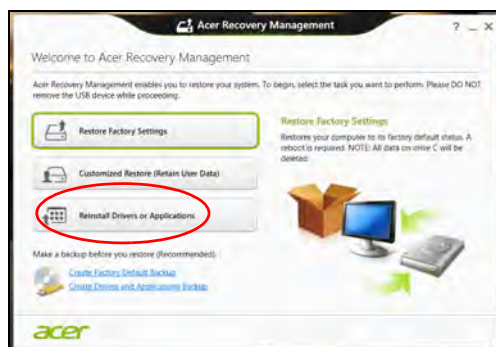 Acer Recovery Management
? _ X
Welcome to Acer Recovery Management
Acer Recovery Management enables you to restore your system. To begin, select the task you want to perform. Please DO NOT
remove the USB device while proceeding.
Restore Factory Settings
Customized Restore (Retain User Data)
Reinstall Drivers or Applications
Restore Factory Settings
Restores your computer to its factory default status. A
reboot is required. NOTE: All data on drive C will be
deleted.
Make a backup before you restore (Recommended).
Create Factory Default Backup
Create Drivers and Applications Backup
acer